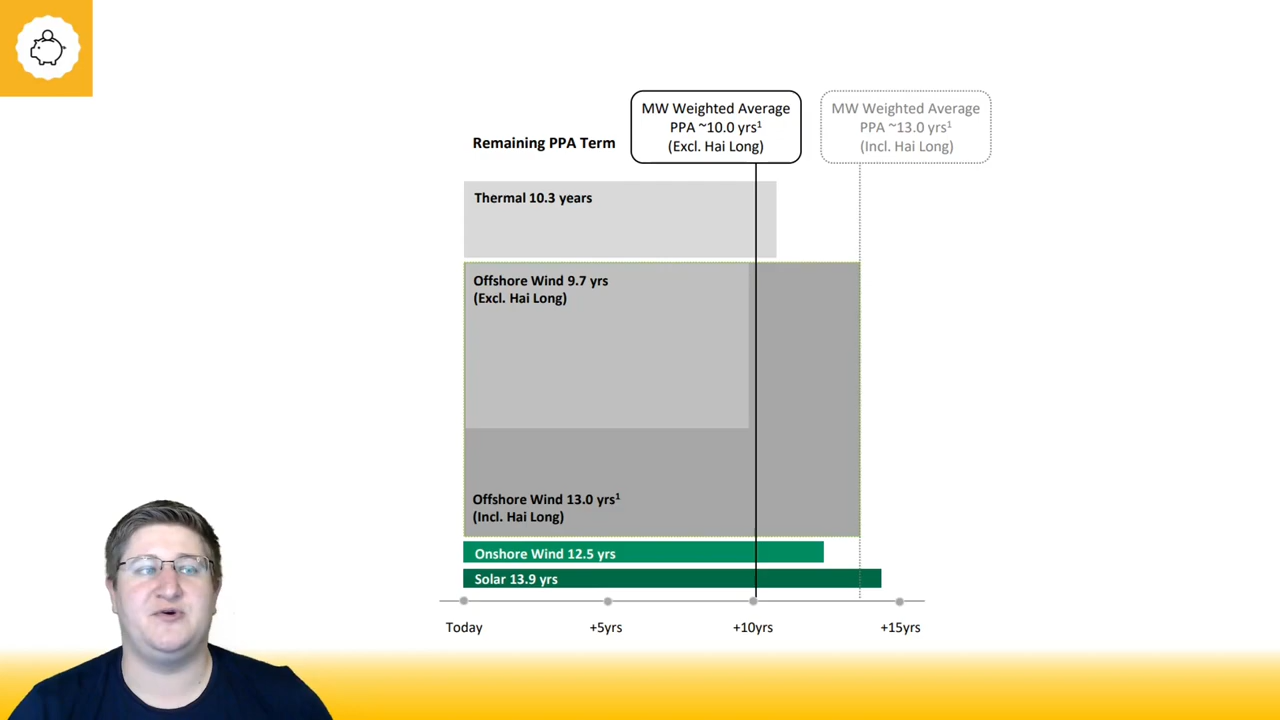 MW Weighted Average
PPA ~10.0 yrs¹
(Excl. Hai Long)
MW Weighted Average
PPA ~13.0 yrs¹
(Incl. Hai Long)
Remaining PPA Term
Thermal 10.3 years
Offshore Wind 9.7 yrs
(Excl. Hai Long)
Offshore Wind 13.0 yrs¹
(Incl. Hai Long)
Onshore Wind 12.5 yrs
Solar 13.9 yrs
Today
+5yrs
+10yrs
+15yrs